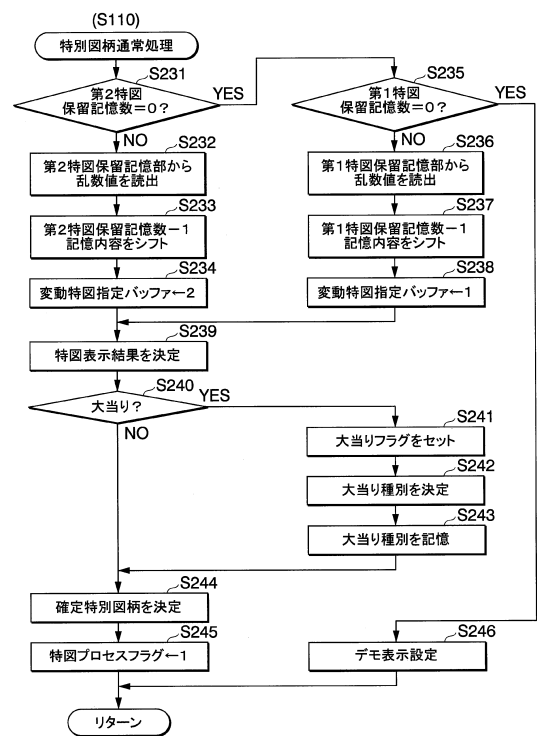 (S110)
特別図柄通常処理
S231
第2特図
保留記憶数=0?
YES
NO
S235
第1特図
保留記憶数=0?
YES
NO
S232
第2特図保留記憶部から
乱数値を読出
S236
第1特図保留記憶部から
乱数値を読出
S233
第2特図保留記憶数−1
記憶内容をシフト
S237
第1特図保留記憶数−1
記憶内容をシフト
S234
変動特図指定バッファ←2
S238
変動特図指定バッファ←1
S239
特図表示結果を決定
S240
大当り?
YES
NO
S241
大当りフラグをセット
S242
大当り種別を決定
S243
大当り種別を記憶
S244
確定特別図柄を決定
S245
特図プロセスフラグ←1
S246
デモ表示設定
リターン